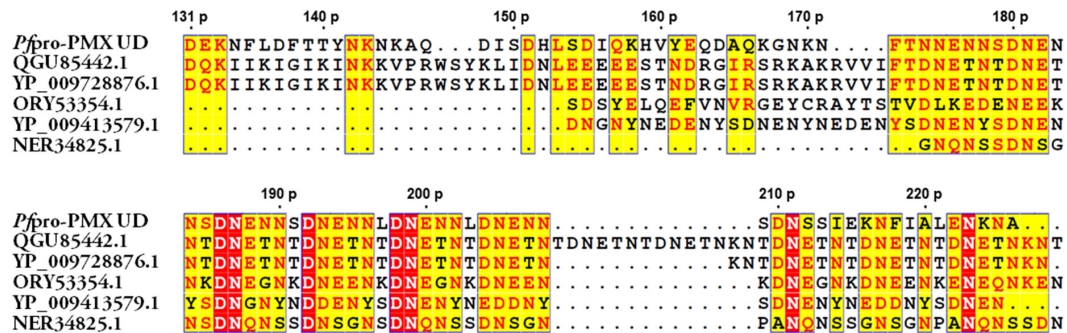 131 p 140 p 150 p 160 p 170 p 180 p
Pfpro-PMX UD DEKNFLDFTTYNKNKAQ...DISDHLSDIQKHVYEQDAQKGNKN....FTNNENNSDNEN
QGU85442.1 DQKIIKIGIKINKKVPRWSYKLIDNLEEEEESTNDRGIRSRKAKRVVIFTDNETNTDNET
YP_009728876.1 DQKIIKIGIKINKKVPRWSYKLIDNLEEEEESTNDRGIRSRKAKRVVIFTDNETNTDNET
ORY53354.1 ..........................SDSYELQEFVNVRGEYCRAYTSTVDLKEDENEEK
YP_009413579.1 ..........................DNGNYNEDENYSDNENYNEDENYSDNENYSDNEN
NER34825.1 ..................................................GNQNSSDNSG
190 p 200 p 210 p 220 p
Pfpro-PMX UD NSDNENNSDNENNLDNENNLDNENN..............SDNSSIEKNFIALENKNA...
QGU85442.1 NTDNETNTDNETNTDNETNTDNETNTDNETNTDNETNKNTDNETNTDNETNTDNETNKNT
YP_009728876.1 NTDNETNTDNETNTDNETNTDNETN............KNTDNETNTDNETNTDNETNKN.
ORY53354.1 NKDNEGNKDNEENKDNEGNKDNEEN..............KDNEGNKDNEENKENEQNKEN
YP_009413579.1 YSDNGNYNDDENYSDNENYNEDDNY..............SDNENYNEDDNYSDNEN....
NER34825.1 NSDNQNSSDNSGNSDNQNSSDNSGN..............PANQNSSGNSGNPANQNSSDN